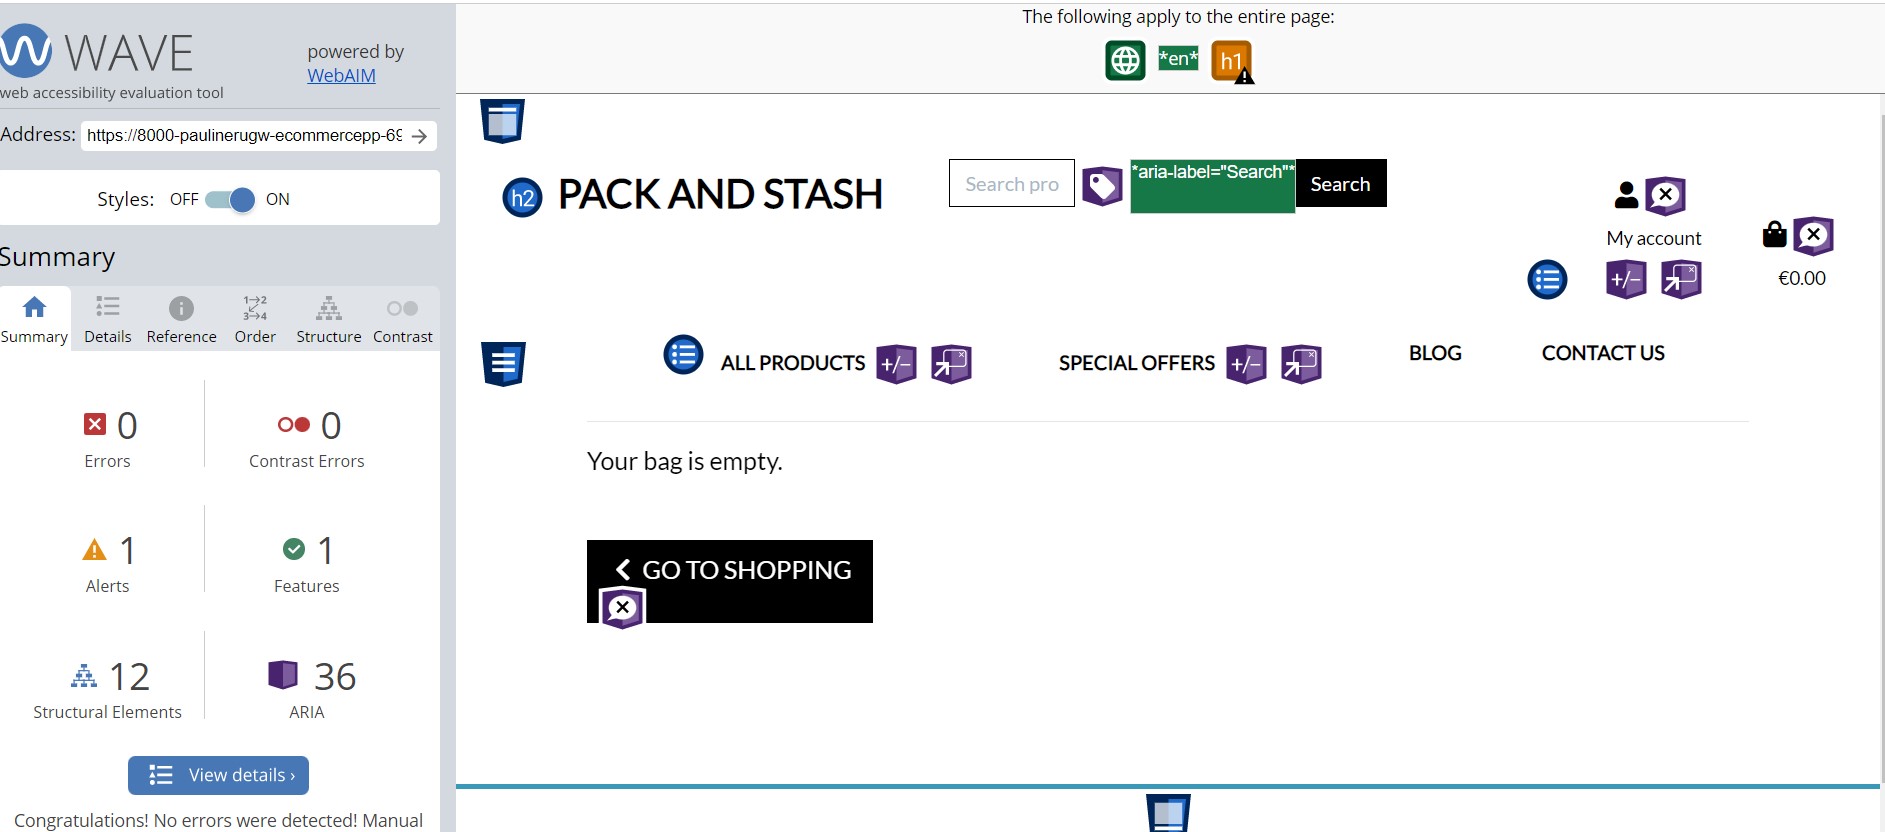 The following apply to the entire page:
*en* h1
WAVE
web accessibility evaluation tool
powered by
WebAIM
Address: https://8000-paulinerugw-ecommercepp-69
Styles: OFF ON
Summary
Summary Details Reference Order Structure Contrast
0 Errors
0 Contrast Errors
1 Alerts
1 Features
12 Structural Elements
36 ARIA
View details ›
Congratulations! No errors were detected! Manual
h2 PACK AND STASH
Search pro
*aria-label="Search"*
Search
My account
+/-
€0.00
ALL PRODUCTS +/-
SPECIAL OFFERS +/-
BLOG
CONTACT US
Your bag is empty.
GO TO SHOPPING